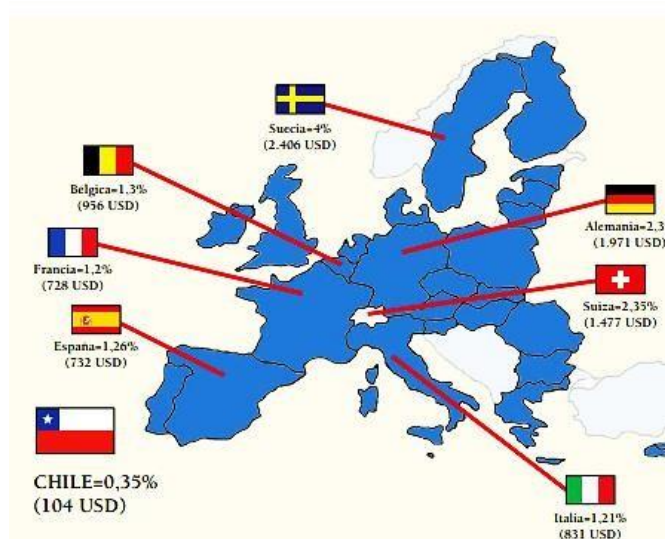 Suecia=4%
(2.406 USD)
Belgica=1,3%
(956 USD)
Alemania=2,3
(1.971 USD)
Francia=1,2%
(728 USD)
Suiza=2,35%
(1.477 USD)
España=1,26%
(732 USD)
CHILE=0,35%
(104 USD)
Italia=1,21%
(831 USD)